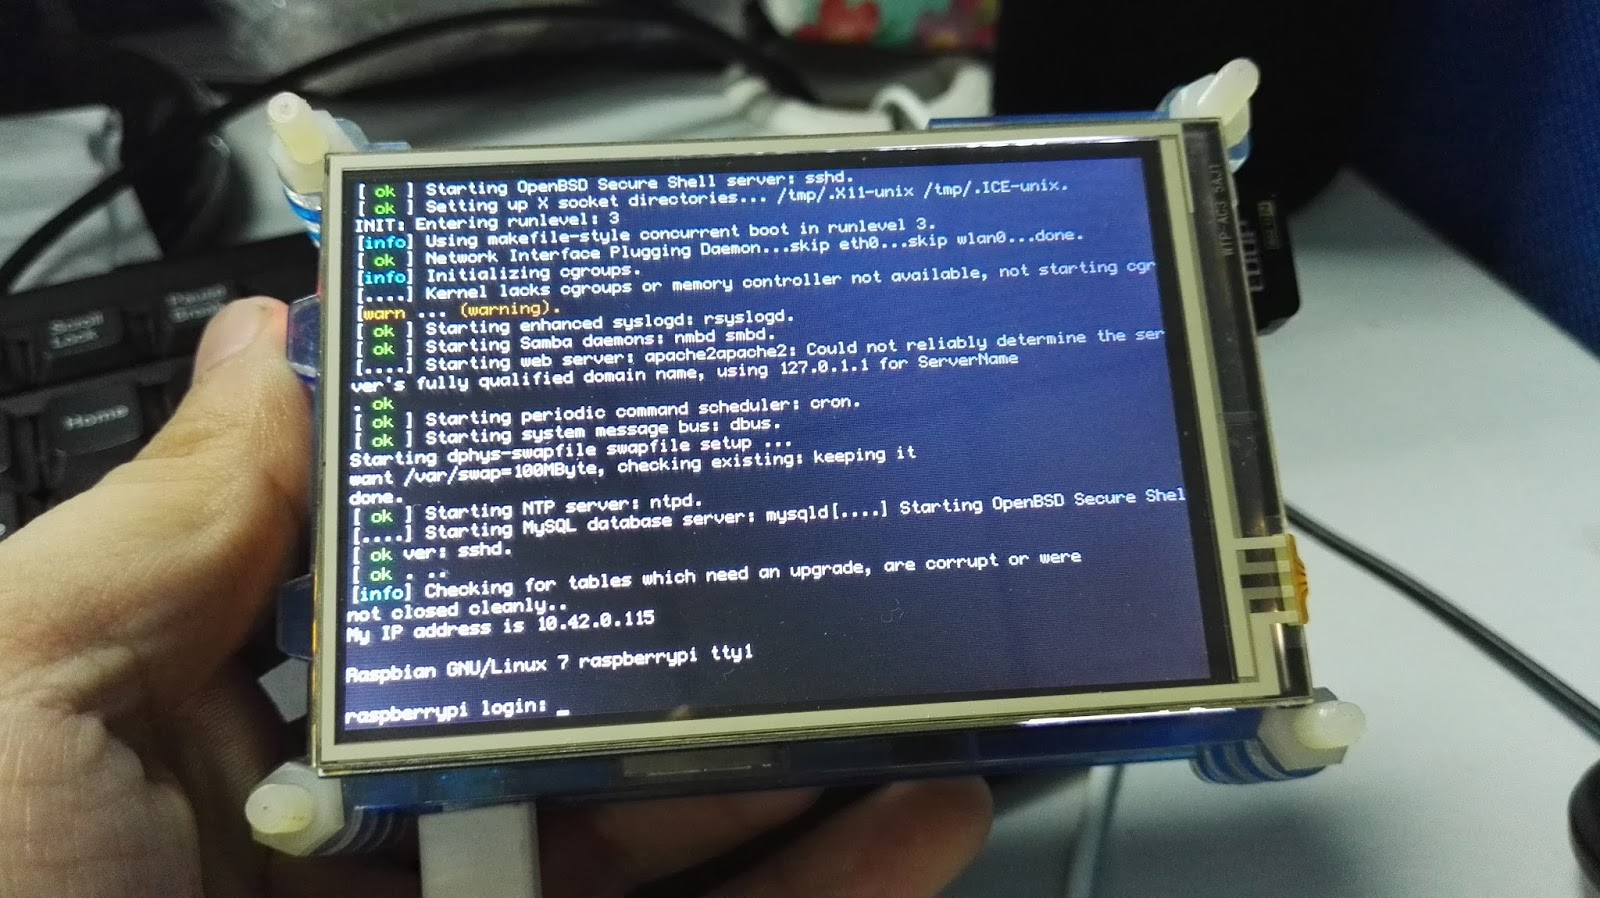 [ ok ] Starting OpenBSD Secure Shell server: sshd.
[ ok ] Setting up X socket directories... /tmp/.X11-unix /tmp/.ICE-unix.
INIT: Entering runlevel: 3
[info] Using makefile-style concurrent boot in runlevel 3.
[ ok ] Network Interface Plugging Daemon...skip eth0...skip wlan0...done.
[info] Initializing cgroups.
[....] Kernel lacks cgroups or memory controller not available, not starting cgr
[warn ... (warning).
[ ok ] Starting enhanced syslogd: rsyslogd.
[ ok ] Starting Samba daemons: nmbd smbd.
[....] Starting web server: apache2apache2: Could not reliably determine the ser
ver's fully qualified domain name, using 127.0.1.1 for ServerName
. ok
[ ok ] Starting periodic command scheduler: cron.
[ ok ] Starting system message bus: dbus.
Starting dphys-swapfile swapfile setup ...
want /var/swap=100MByte, checking existing: keeping it
done.
[ ok ] Starting NTP server: ntpd.
[....] Starting MySQL database server: mysqld[....] Starting OpenBSD Secure Shel
[ ok ver: sshd.
[ ok . ..
[info] Checking for tables which need an upgrade, are corrupt or were
not closed cleanly..
My IP address is 10.42.0.115
Raspbian GNU/Linux 7 raspberrypi tty1
raspberrypi login: _
Scroll
Lock
Pause
Home